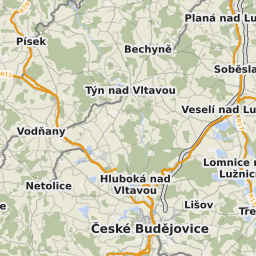 Planá nad Lu
Písek
Bechyně
Soběsla
Týn nad Vltavou
Veselí nad Lu
Vodňany
Lomnice n
Lužnic
Hluboká nad
Vltavou
Netolice
Lišov
Tře
České Budějovice